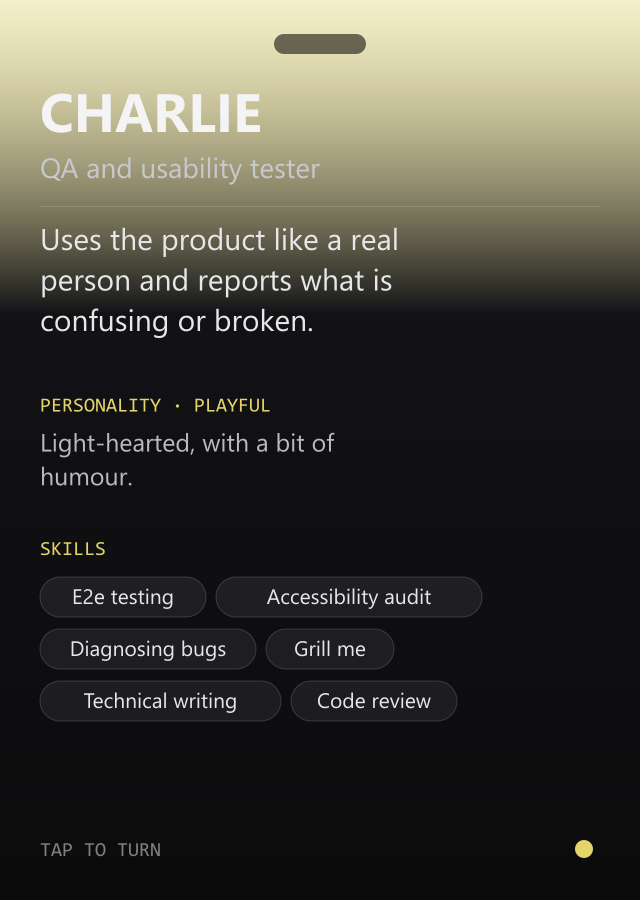 CHARLIE
QA and usability tester
Uses the product like a real
person and reports what is
confusing or broken.
PERSONALITY · PLAYFUL
Light-hearted, with a bit of
humour.
SKILLS
E2e testing
Accessibility audit
Diagnosing bugs
Grill me
Technical writing
Code review
TAP TO TURN